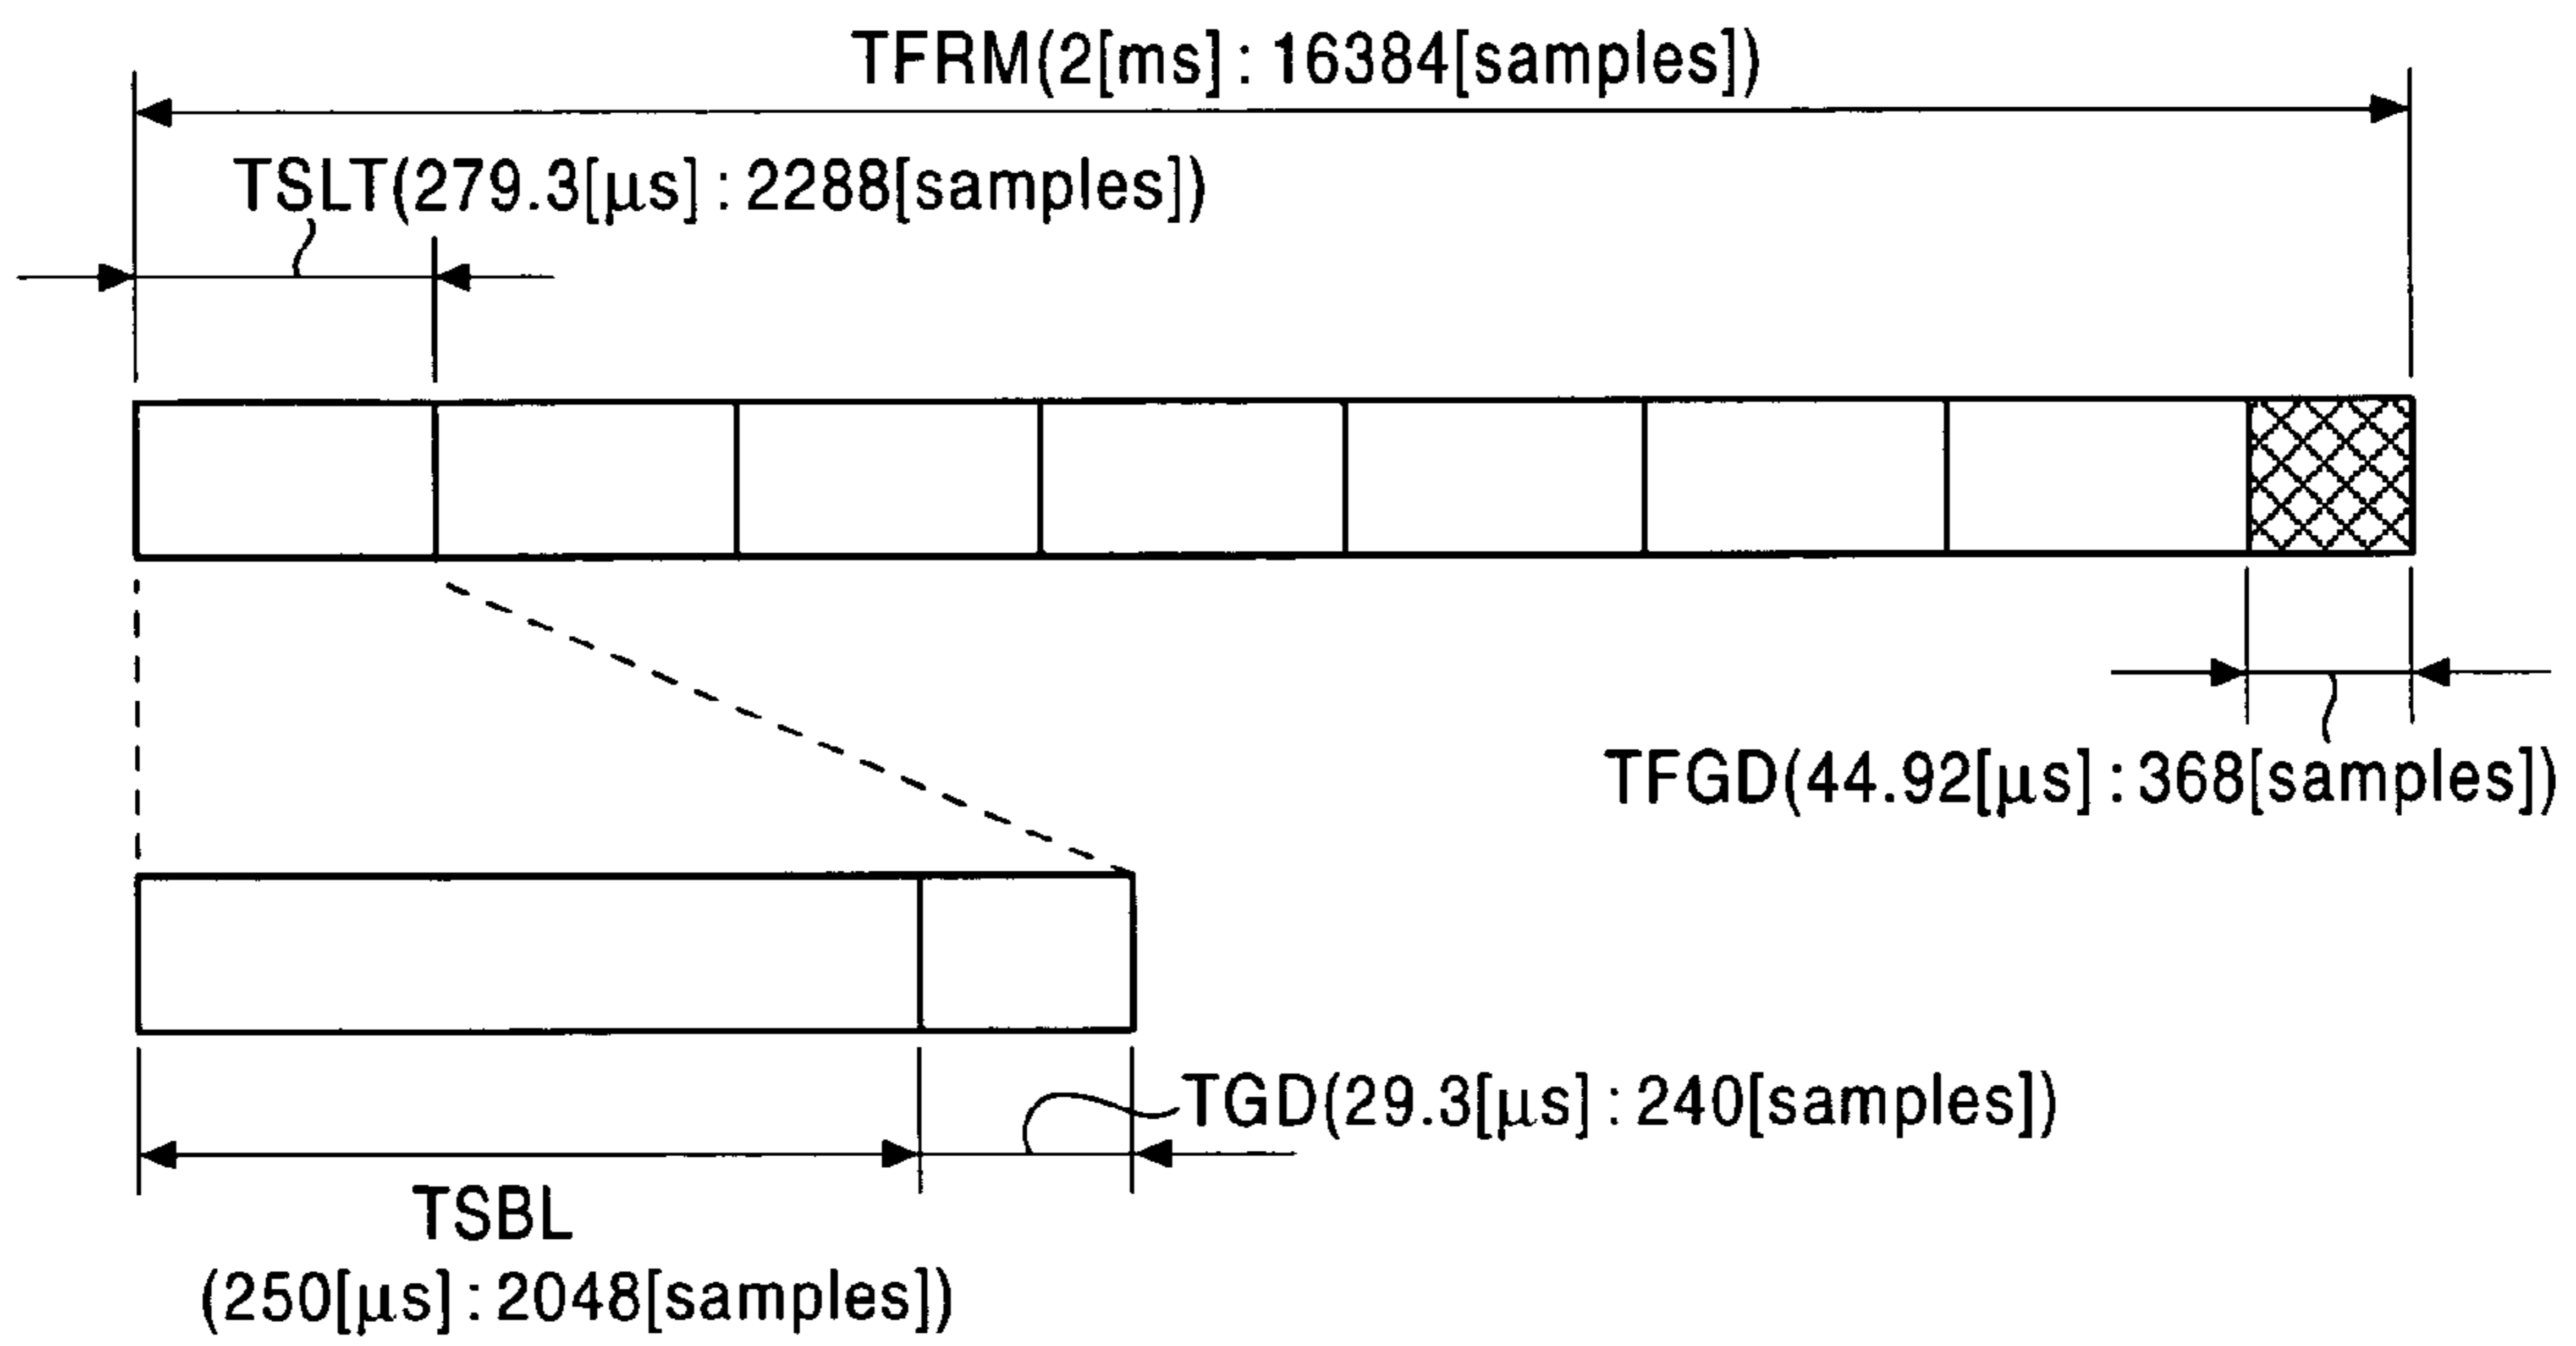 TFRM(2[ms]:16384[samples])
TSLT(279.3[μs]:2288[samples])
TFGD(44.92[μs]:368[samples])
TGD(29.3[μs]:240[samples])
TSBL
(250[μs]:2048[samples])